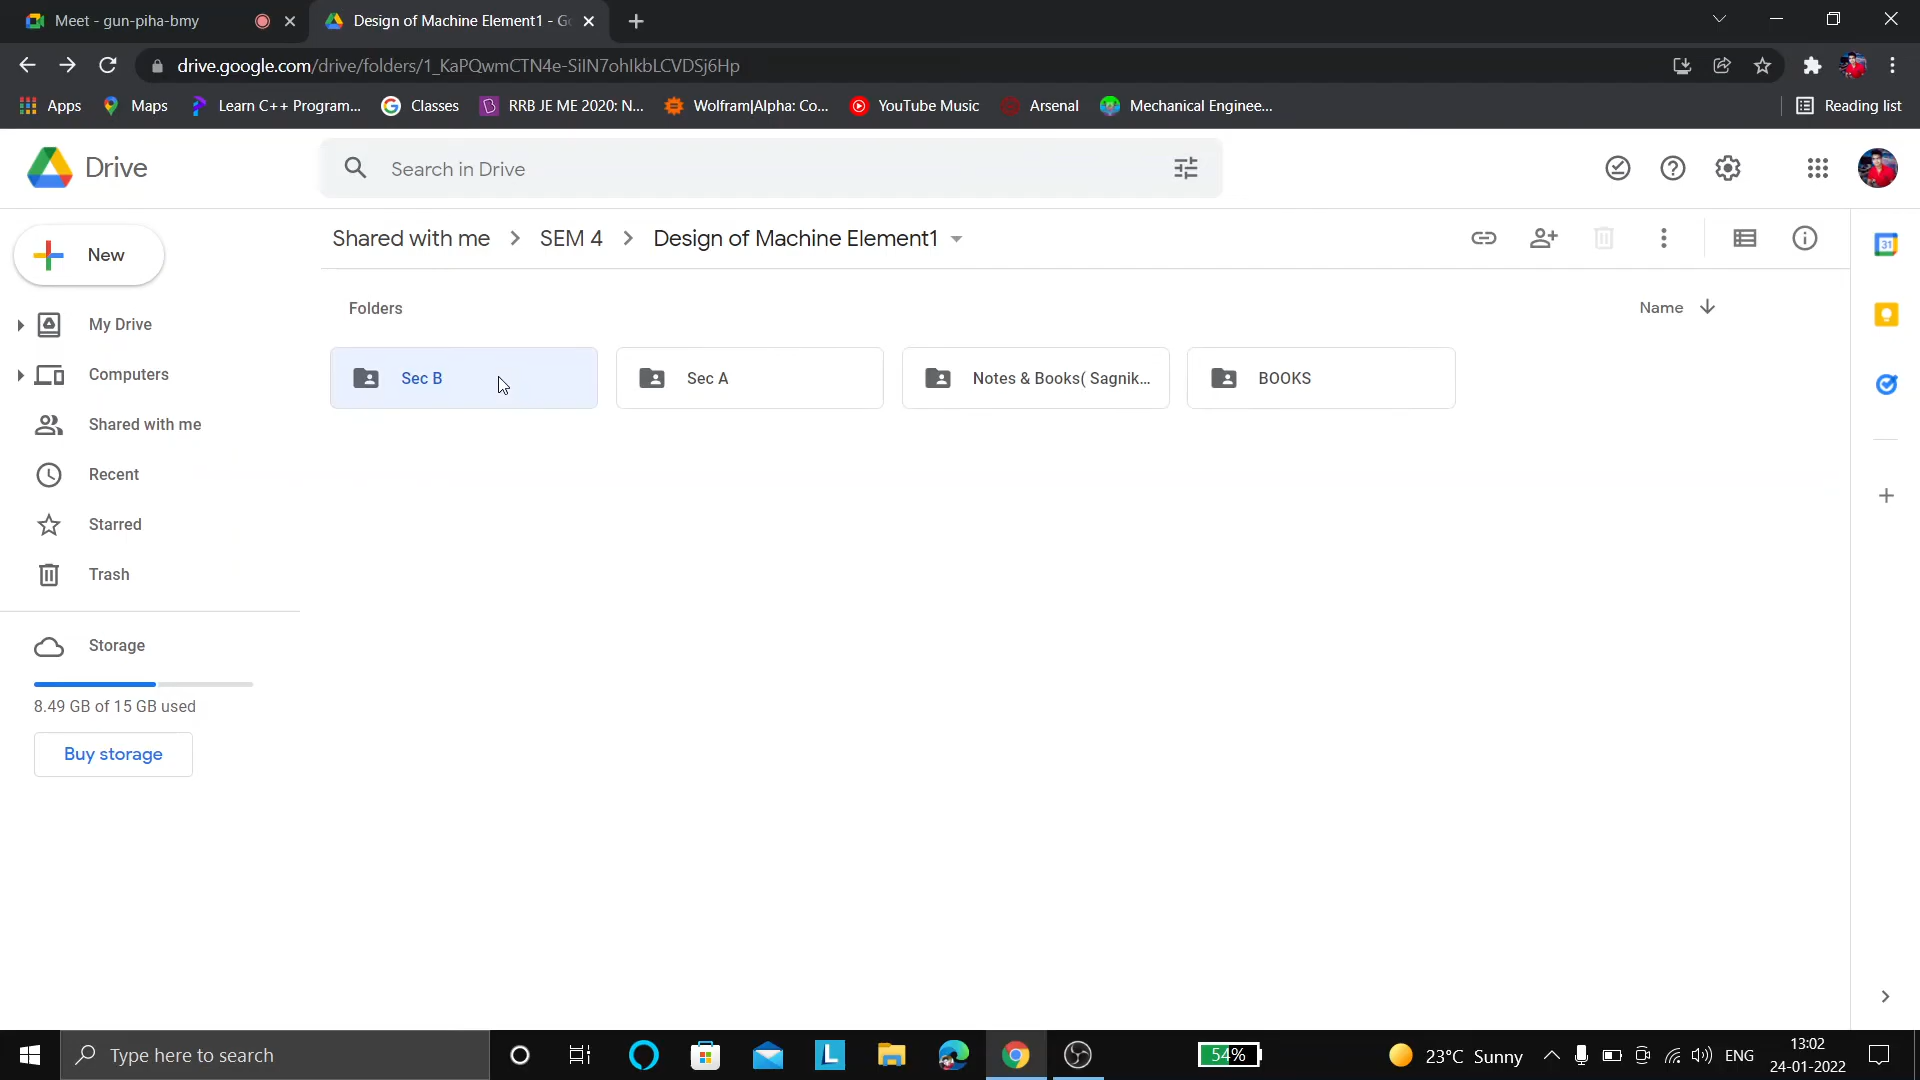 Meet - gun-piha-bmy
Design of Machine Element1 - Go
drive.google.com/drive/folders/1_KaPQwmCTN4e-SiIN7ohIkbLCVDSj6Hp
Apps
Maps
Learn C++ Program...
Classes
RRB JE ME 2020: N...
Wolfram|Alpha: Co...
YouTube Music
Arsenal
Mechanical Enginee...
Reading list
Drive
Search in Drive
New
Shared with me > SEM 4 > Design of Machine Element1
31
My Drive
Computers
Shared with me
Recent
Starred
Trash
Storage
8.49 GB of 15 GB used
Buy storage
Folders
Name
Sec B
Sec A
Notes & Books( Sagnik...
BOOKS
Type here to search
L
54%
23°C Sunny
ENG
13:02
24-01-2022